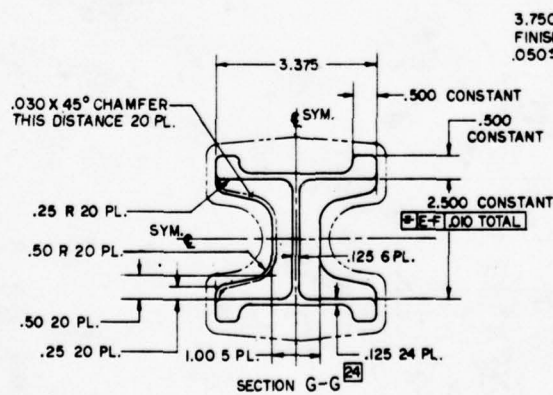 3.750
FINIS
.050
3.375
.030 X 45° CHAMFER
THIS DISTANCE 20 PL.
SYM.
.500 CONSTANT
.500
CONSTANT
.25 R 20 PL.
2.500 CONSTANT
E-F .010 TOTAL
SYM.
.50 R 20 PL.
.125 6 PL.
.50 20 PL.
.25 20 PL.
1.00 5 PL.
.125 24 PL.
SECTION G-G 24